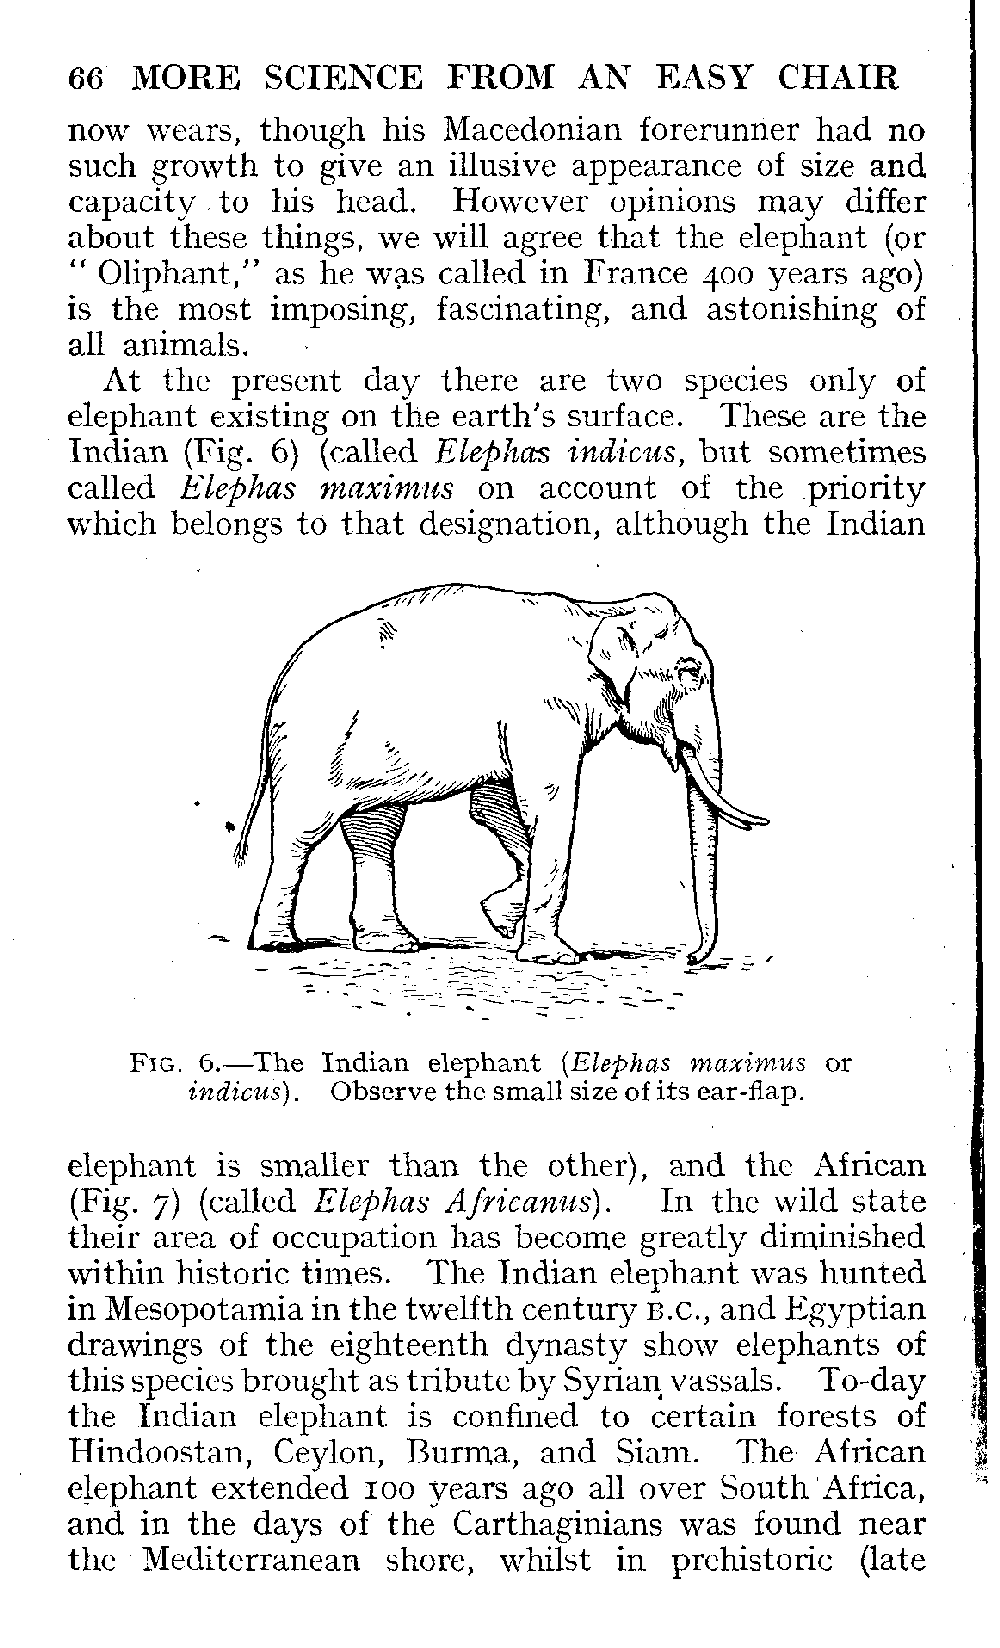 66 MORE SCIENCE FROM AN EASY CHAIR
now wears, though his Macedonian forerunner had no
such growth to give an illusive appearance of size and
capacity to his head. However opinions may differ
about these things, we will agree that the elephant (or
“ Oliphant,” as he was called in France 400 years ago)
is the most imposing, fascinating, and astonishing of
all animals.
At the present day there are two species only of
elephant existing on the earth's surface. These are the
Indian (Fig. 6) (called Elephas indicus, but sometimes
called Elephas maximus on account of the priority
which belongs to that designation, although the Indian
FIG. 6.—The Indian elephant (Elephas maximus or
indicus). Observe the small size of its ear-flap.
elephant is smaller than the other), and the African
(Fig. 7) (called Elephas Africanus). In the wild state
their area of occupation has become greatly diminished
within historic times. The Indian elephant was hunted
in Mesopotamia in the twelfth century B.C., and Egyptian
drawings of the eighteenth dynasty show elephants of
this species brought as tribute by Syrian vassals. To-day
the Indian elephant is confined to certain forests of
Hindoostan, Ceylon, Burma, and Siam. The African
elephant extended 100 years ago all over South Africa,
and in the days of the Carthaginians was found near
the Mediterranean shore, whilst in prehistoric (late